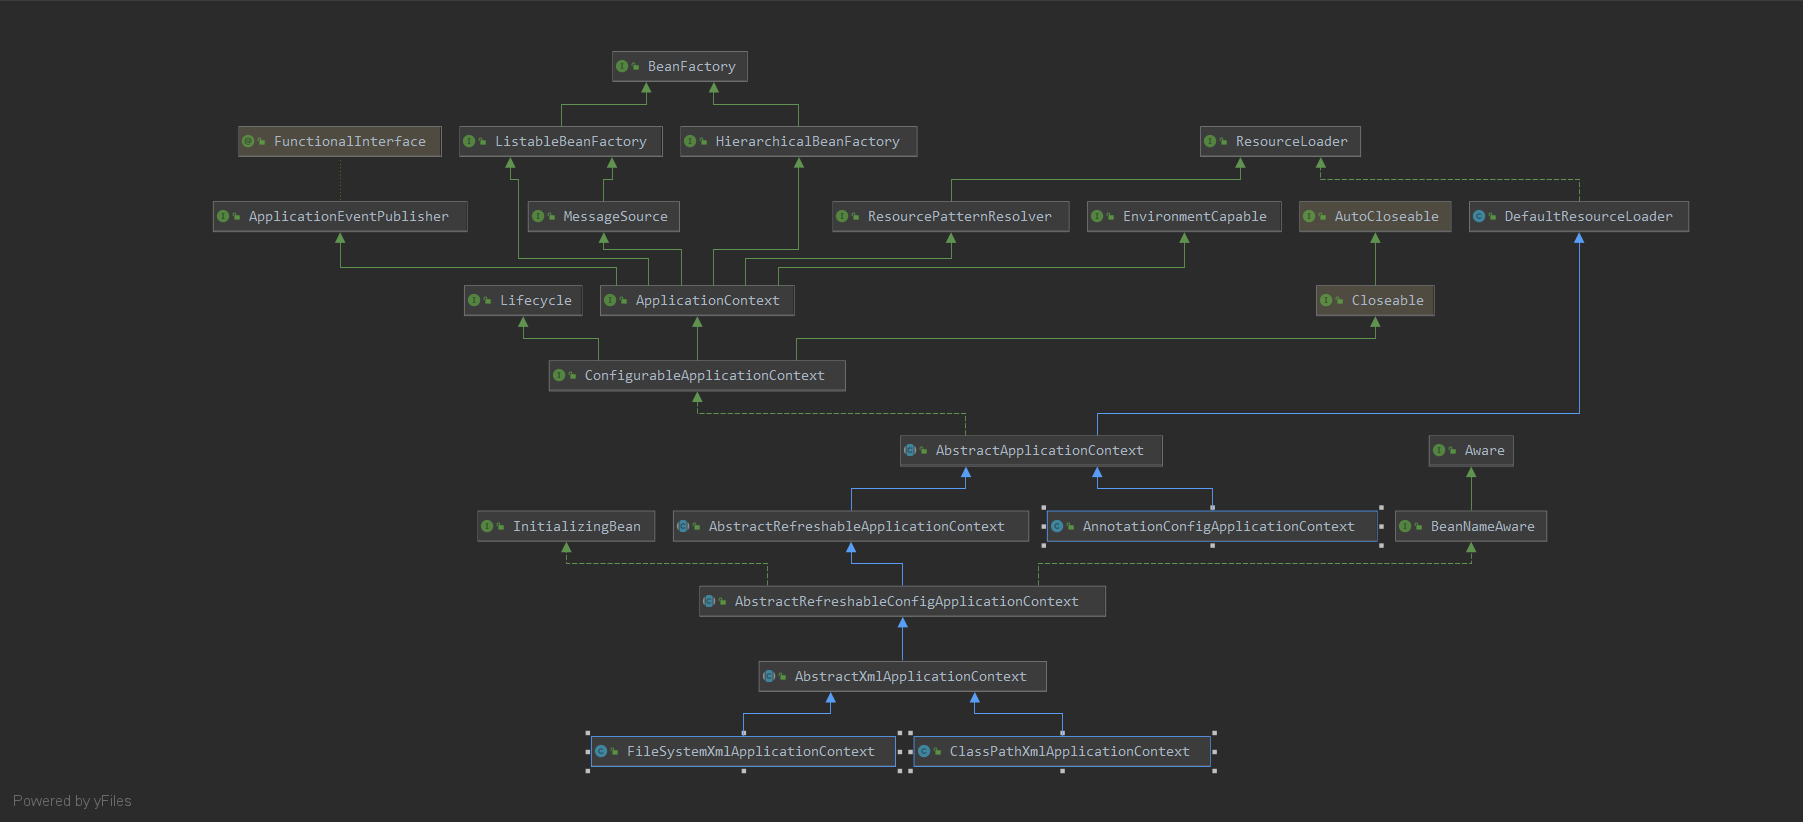 BeanFactory
FunctionalInterface
ListableBeanFactory
HierarchicalBeanFactory
ResourceLoader
ApplicationEventPublisher
MessageSource
ResourcePatternResolver
EnvironmentCapable
AutoCloseable
DefaultResourceLoader
Lifecycle
ApplicationContext
Closeable
ConfigurableApplicationContext
AbstractApplicationContext
Aware
InitializingBean
AbstractRefreshableApplicationContext
AnnotationConfigApplicationContext
BeanNameAware
AbstractRefreshableConfigApplicationContext
AbstractXmlApplicationContext
FileSystemXmlApplicationContext
ClassPathXmlApplicationContext
Powered by yFiles